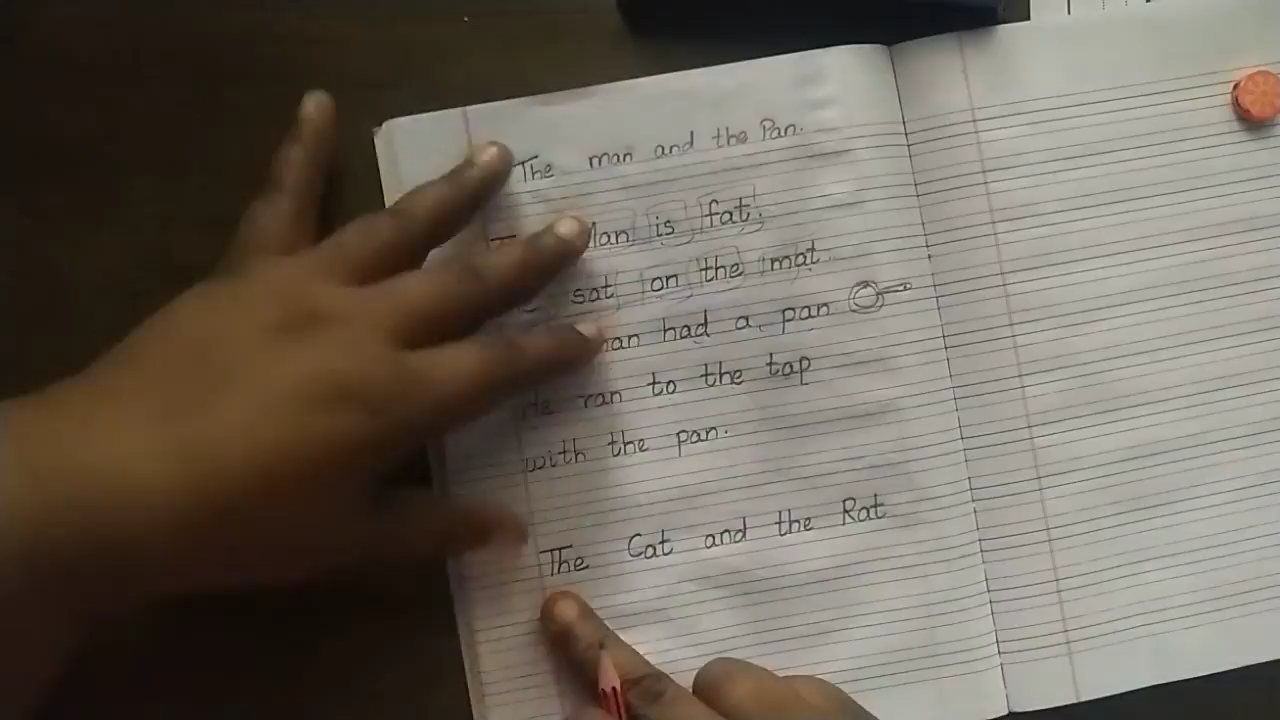 The man and the Pan.
Man is fat.
sat on the mat
man had a pan
He ran to the tap
with the pan.
The Cat and the Rat